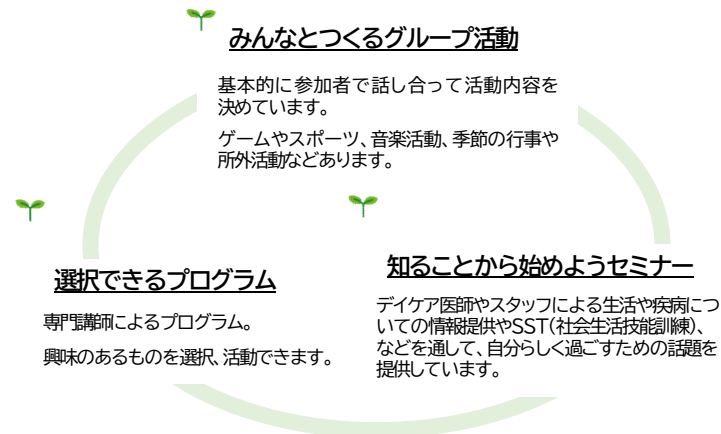 みんなとつくるグループ活動
基本的に参加者で話し合って活動内容を
決めています。
ゲームやスポーツ、音楽活動、季節の行事や
所外活動などあります。
選択できるプログラム
専門講師によるプログラム。
興味のあるものを選択、活動できます。
知ることから始めようセミナー
デイケア医師やスタッフによる生活や疾病につ
いての情報提供やSST(社会生活技能訓練)、
などを通して、自分らしく過ごすための話題を
提供しています。